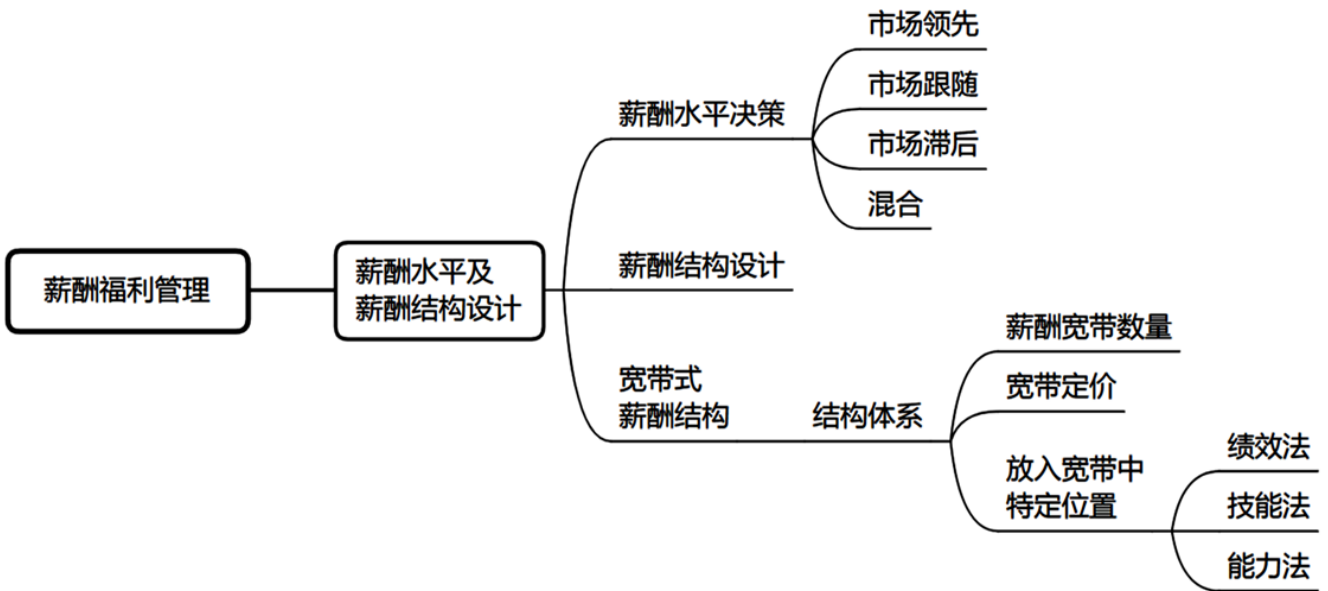 薪酬福利管理
薪酬水平及
薪酬结构设计
薪酬水平决策
市场领先
市场跟随
市场滞后
混合
薪酬结构设计
宽带式
薪酬结构
结构体系
薪酬宽带数量
宽带定价
放入宽带中
特定位置
绩效法
技能法
能力法